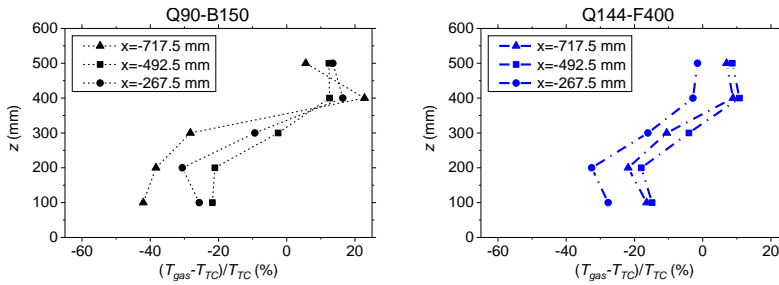 Q90-B150
x=-717.5 mm
x=-492.5 mm
x=-267.5 mm
z (mm)
600
500
400
300
200
100
0
-60 -40 -20 0 20
(Tgas-TTC)/TTC (%)
Q144-F400
x=-717.5 mm
x=-492.5 mm
x=-267.5 mm
z (mm)
600
500
400
300
200
100
0
-60 -40 -20 0 20
(Tgas-TTC)/TTC (%)